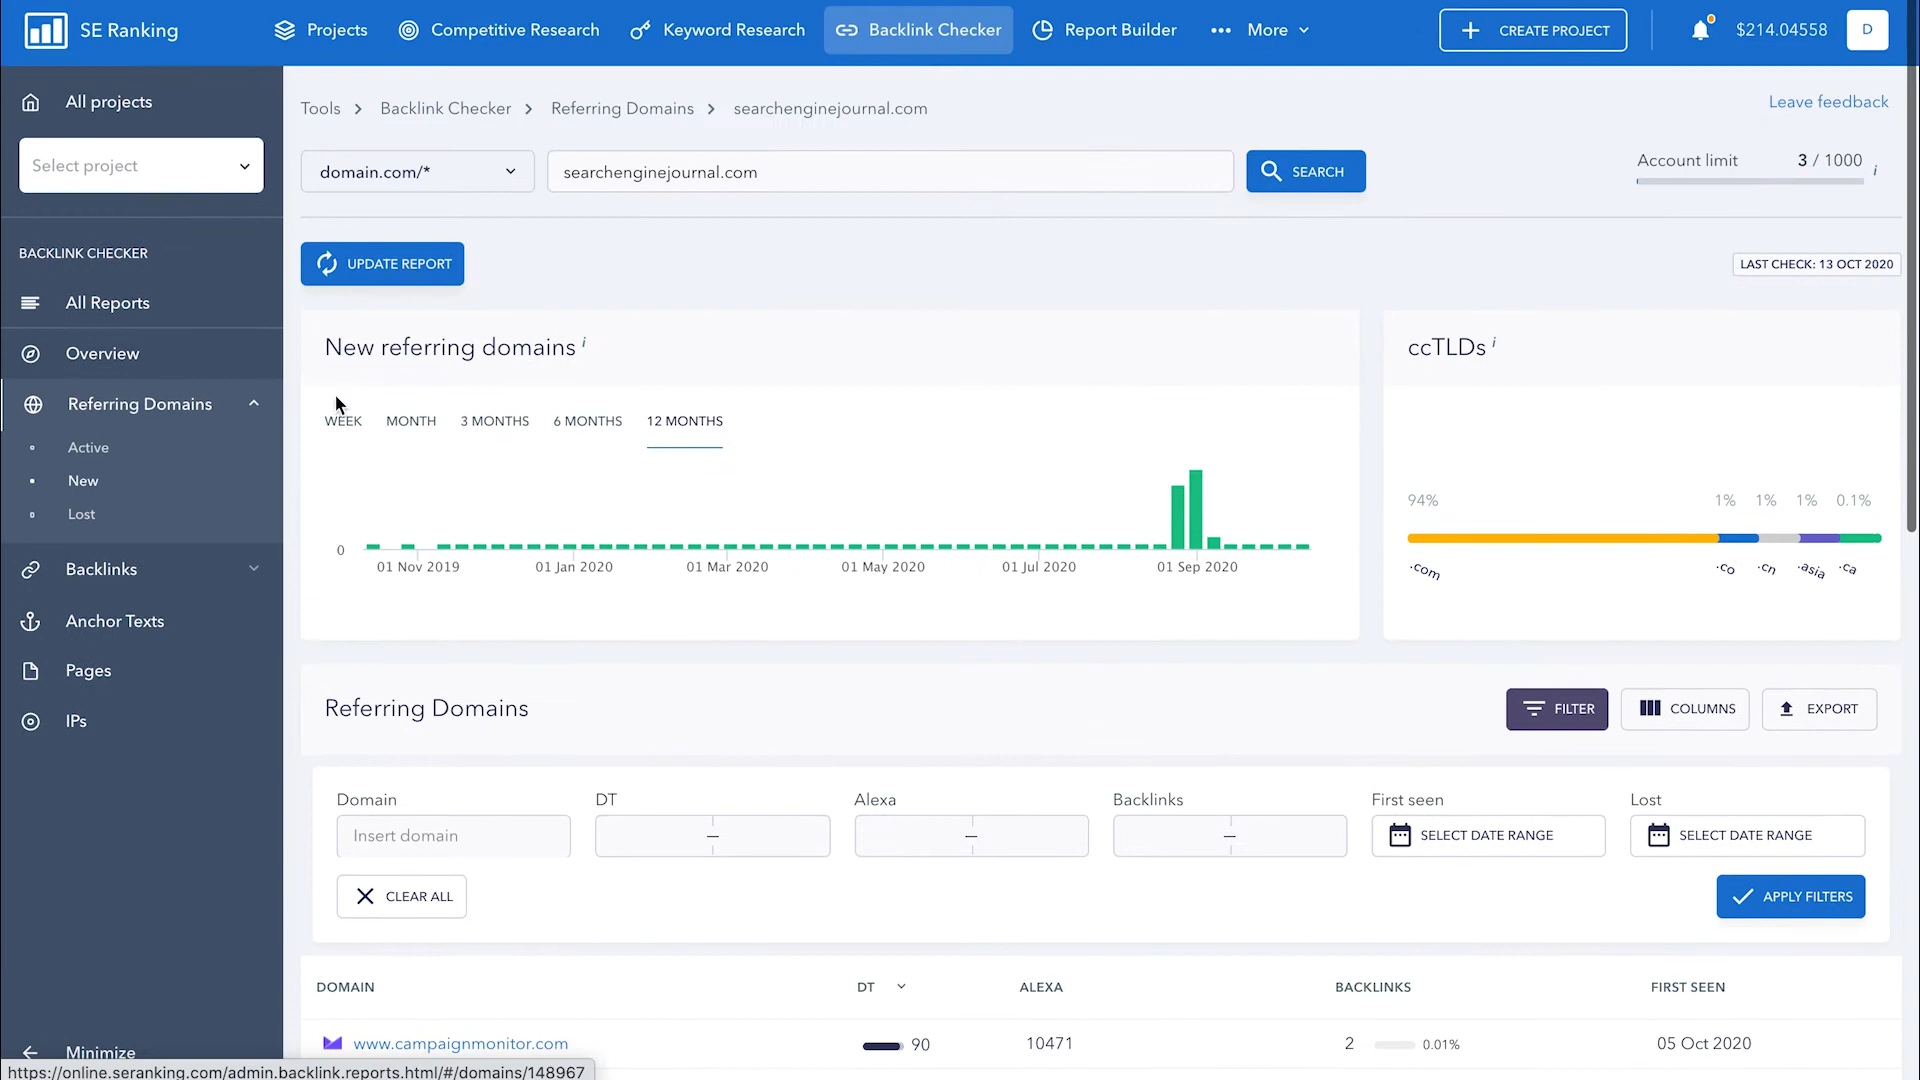 SE Ranking
Projects
Competitive Research
Keyword Research
Backlink Checker
Report Builder
More
CREATE PROJECT
$214.04558
D
All projects
Select project
BACKLINK CHECKER
All Reports
Overview
Referring Domains
Active
New
Lost
Backlinks
Anchor Texts
Pages
IPs
Minimize
Tools > Backlink Checker > Referring Domains > searchenginejournal.com
Leave feedback
domain.com/*
searchenginejournal.com
SEARCH
Account limit 3 / 1000 i
UPDATE REPORT
LAST CHECK: 13 OCT 2020
New referring domains i
WEEK MONTH 3 MONTHS 6 MONTHS 12 MONTHS
0
01 Nov 2019 01 Jan 2020 01 Mar 2020 01 May 2020 01 Jul 2020 01 Sep 2020
ccTLDs i
94% 1% 1% 1% 0.1%
.com .co .cn .asia .ca
Referring Domains
FILTER
COLUMNS
EXPORT
Domain DT Alexa Backlinks First seen Lost
Insert domain — — — SELECT DATE RANGE SELECT DATE RANGE
CLEAR ALL
APPLY FILTERS
DOMAIN DT ALEXA BACKLINKS FIRST SEEN
www.campaignmonitor.com 90 10471 2 0.01% 05 Oct 2020
https://online.seranking.com/admin.backlink.reports.html/#/domains/148967